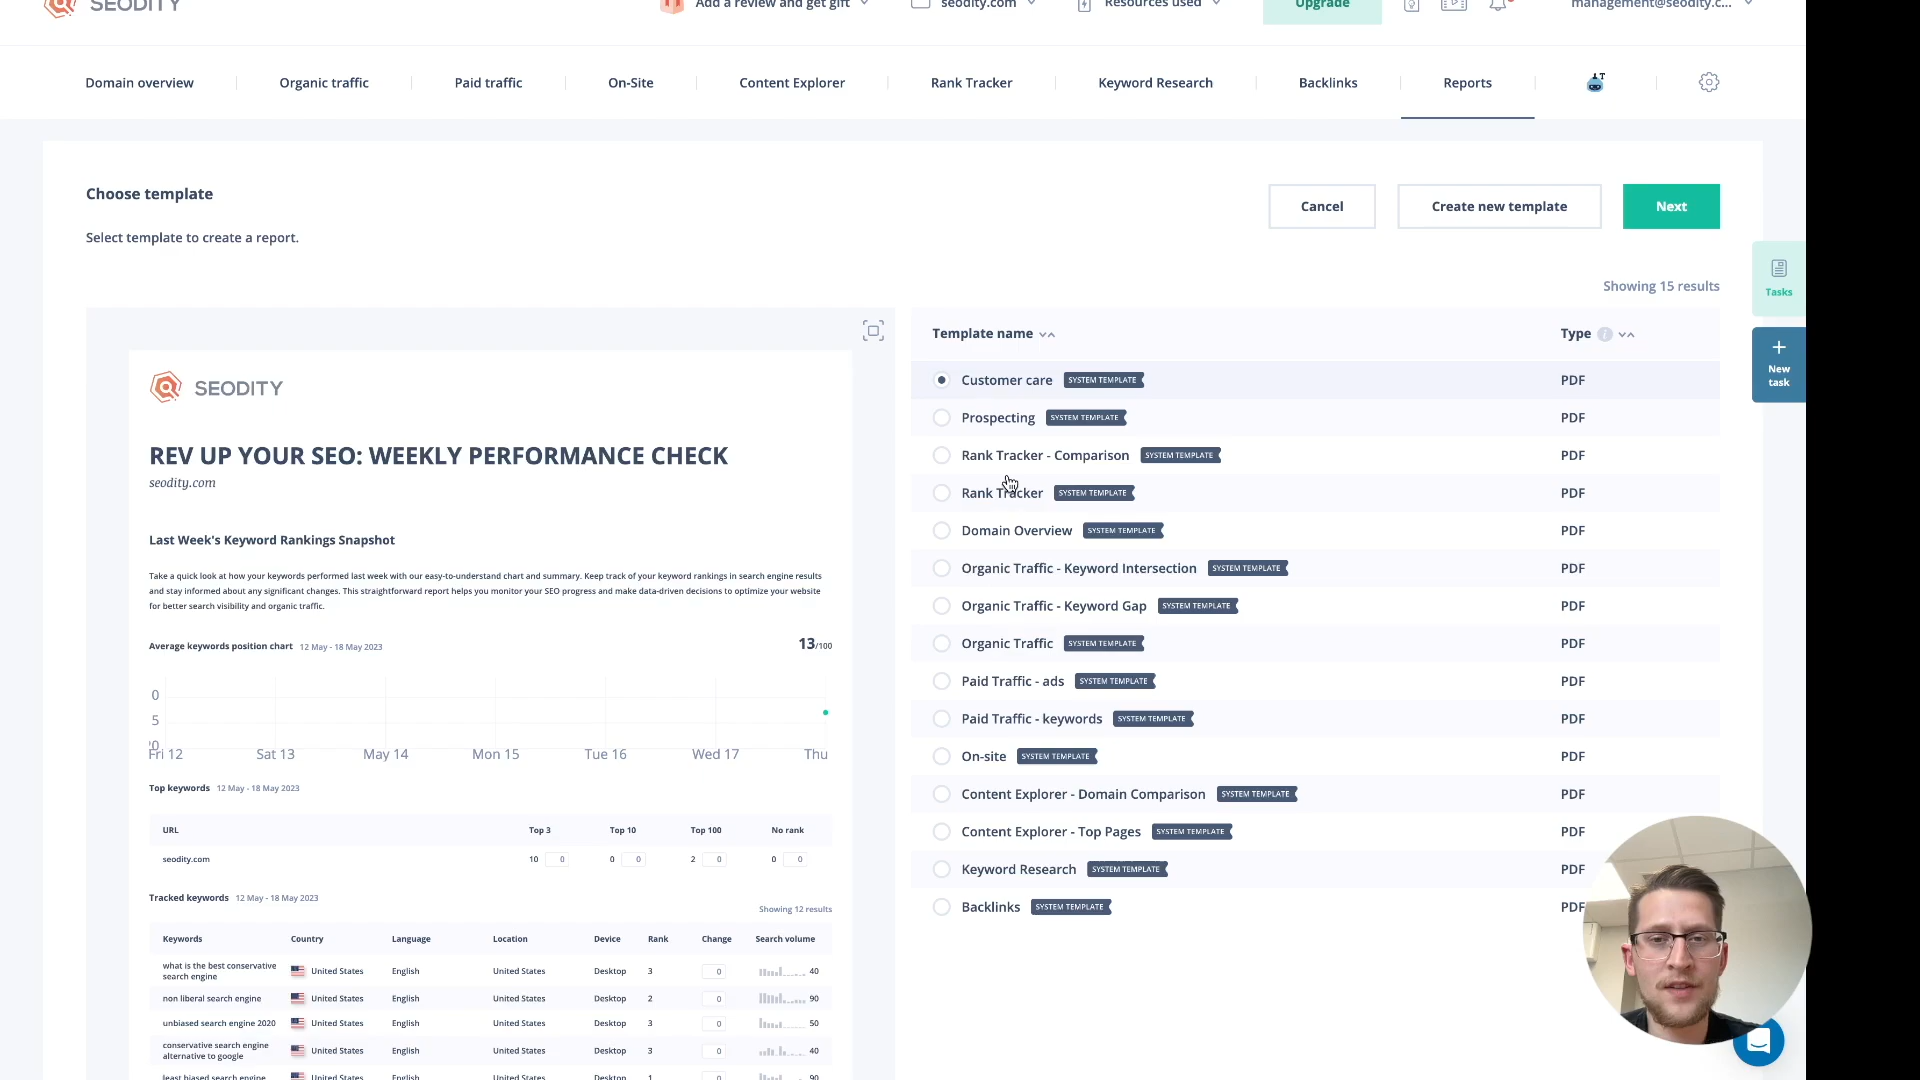 SEODITY
Add a review and get gift
seodity.com
Resources used
Upgrade
management@seodity.c...
Domain overview
Organic traffic
Paid traffic
On-Site
Content Explorer
Rank Tracker
Keyword Research
Backlinks
Reports
Choose template
Select template to create a report.
Cancel
Create new template
Next
Showing 15 results
Tasks
New
task
SEODITY
REV UP YOUR SEO: WEEKLY PERFORMANCE CHECK
seodity.com
Last Week's Keyword Rankings Snapshot
Take a quick look at how your keywords performed last week with our easy-to-understand chart and summary. Keep track of your keyword rankings in search engine results
and stay informed about any significant changes. This straightforward report helps you monitor your SEO progress and make data-driven decisions to optimize your website
for better search visibility and organic traffic.
Average keywords position chart 12 May - 18 May 2023 13/100
0
5
Fri 12 Sat 13 May 14 Mon 15 Tue 16 Wed 17 Thu
Top keywords 12 May - 18 May 2023
URL Top 3 Top 10 Top 100 No rank
seodity.com 10 0 0 0 2 0 0 0
Tracked keywords 12 May - 18 May 2023
Showing 12 results
Keywords Country Language Location Device Rank Change Search volume
what is the best conservative
search engine United States English United States Desktop 3 0 40
non liberal search engine United States English United States Desktop 2 0 90
unbiased search engine 2020 United States English United States Desktop 3 0 50
conservative search engine
alternative to google United States English United States Desktop 3 0 40
least biased search engine United States English United States Desktop 1 0 90
Template name Type
Customer care SYSTEM TEMPLATE PDF
Prospecting SYSTEM TEMPLATE PDF
Rank Tracker - Comparison SYSTEM TEMPLATE PDF
Rank Tracker SYSTEM TEMPLATE PDF
Domain Overview SYSTEM TEMPLATE PDF
Organic Traffic - Keyword Intersection SYSTEM TEMPLATE PDF
Organic Traffic - Keyword Gap SYSTEM TEMPLATE PDF
Organic Traffic SYSTEM TEMPLATE PDF
Paid Traffic - ads SYSTEM TEMPLATE PDF
Paid Traffic - keywords SYSTEM TEMPLATE PDF
On-site SYSTEM TEMPLATE PDF
Content Explorer - Domain Comparison SYSTEM TEMPLATE PDF
Content Explorer - Top Pages SYSTEM TEMPLATE PDF
Keyword Research SYSTEM TEMPLATE PDF
Backlinks SYSTEM TEMPLATE PDF